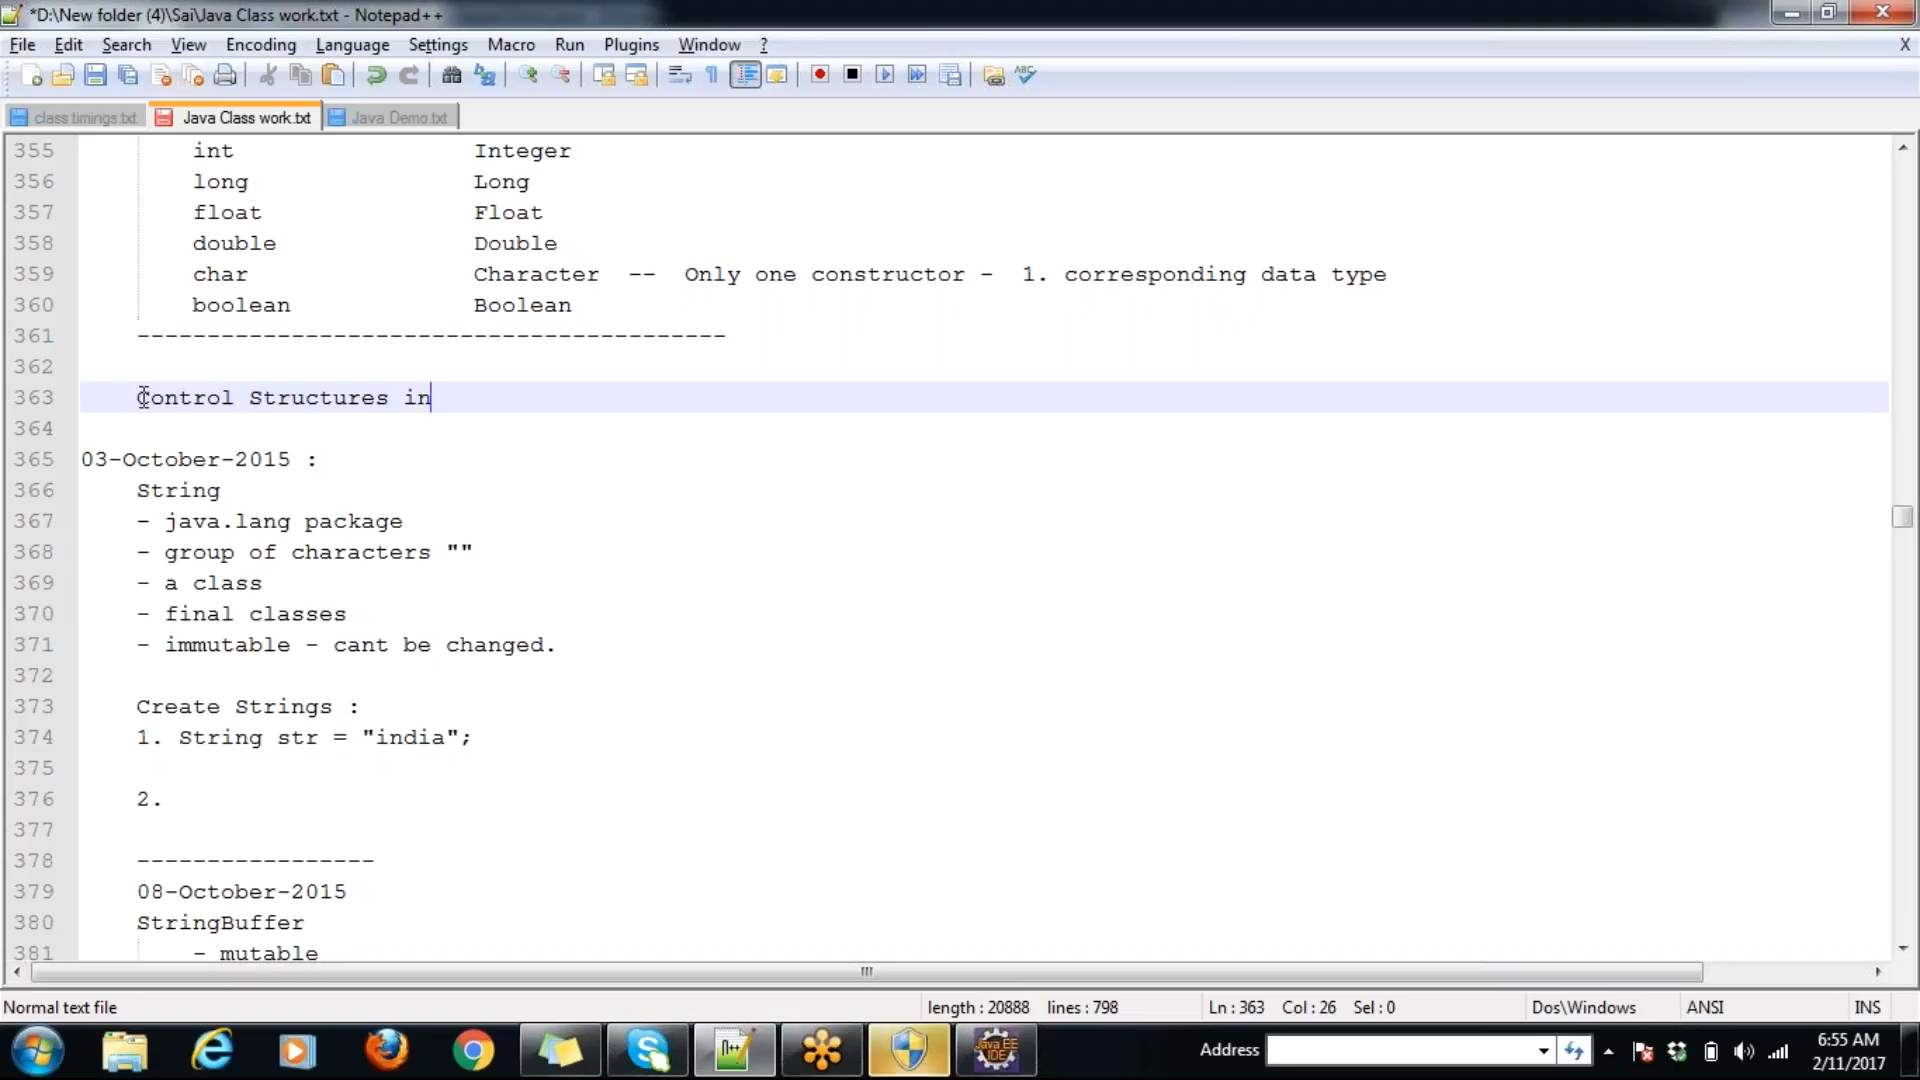 *D:\New folder (4)\Sai\Java Class work.txt - Notepad++
File Edit Search View Encoding Language Settings Macro Run Plugins Window ? X
class timings.txt Java Class work.txt Java Demo.txt
355 int Integer
356 long Long
357 float Float
358 double Double
359 char Character -- Only one constructor - 1. corresponding data type
360 boolean Boolean
361 ------------------------------------------
362
363 Control Structures in
364
365 03-October-2015 :
366 String
367 - java.lang package
368 - group of characters ""
369 - a class
370 - final classes
371 - immutable - cant be changed.
372
373 Create Strings :
374 1. String str = "india";
375
376 2.
377
378 -----------------
379 08-October-2015
380 StringBuffer
381 - mutable
Normal text file length : 20888 lines : 798 Ln : 363 Col : 26 Sel : 0 Dos\Windows ANSI INS
Java EE IDE Address 6:55 AM
2/11/2017